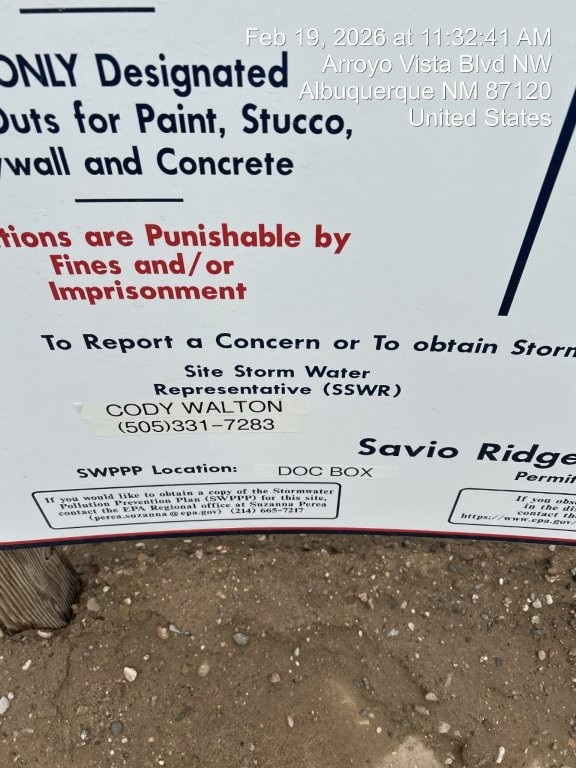 Feb 19, 2026 at 11:32:41 AM
Arroyo Vista Blvd NW
Albuquerque NM 87120
United States
ONLY Designated
Outs for Paint, Stucco,
ywall and Concrete
tions are Punishable by
Fines and/or
Imprisonment
To Report a Concern or To obtain Storm
Site Storm Water
Representative (SSWR)
CODY WALTON
(505)331-7283
Savio Ridge
Permit
SWPPP Location: DOC BOX
If you would like to obtain a copy of the Stormwater
Pollution Prevention Plan (SWPPP) for this site,
contact the EPA Regional office at Suzanna Perea
(perea.suzanna@epa.gov) (214) 665-7217
If you obs
in the di
contact th
https://www.epa.gov/